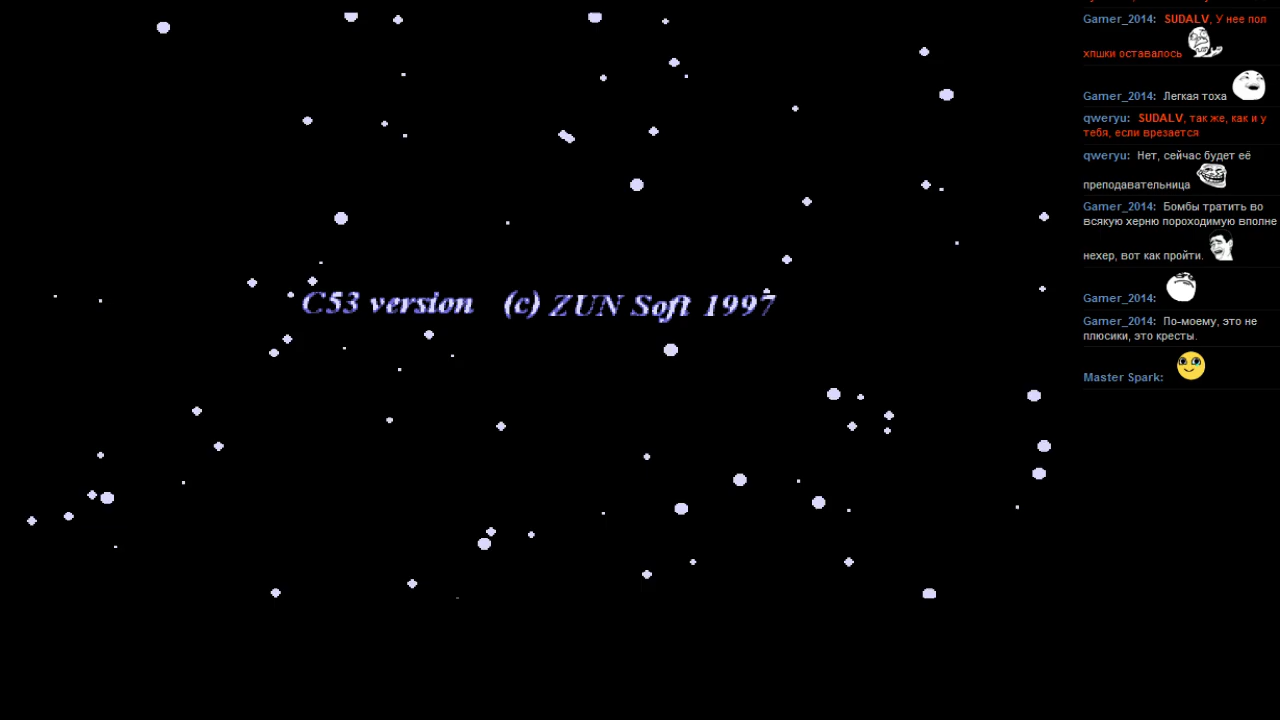 C53 version (c) ZUN Soft 1997
Gamer_2014: SUDALV, У нее пол
хпшки оставалось
Gamer_2014: Легкая тоха
qweryu: SUDALV, так же, как и у
тебя, если врезается
qweryu: Нет, сейчас будет её
преподавательница
Gamer_2014: Бомбы тратить во
всякую херню пороходимую вполне
нехер, вот как пройти.
Gamer_2014:
Gamer_2014: По-моему, это не
плюсики, это кресты.
Master Spark: